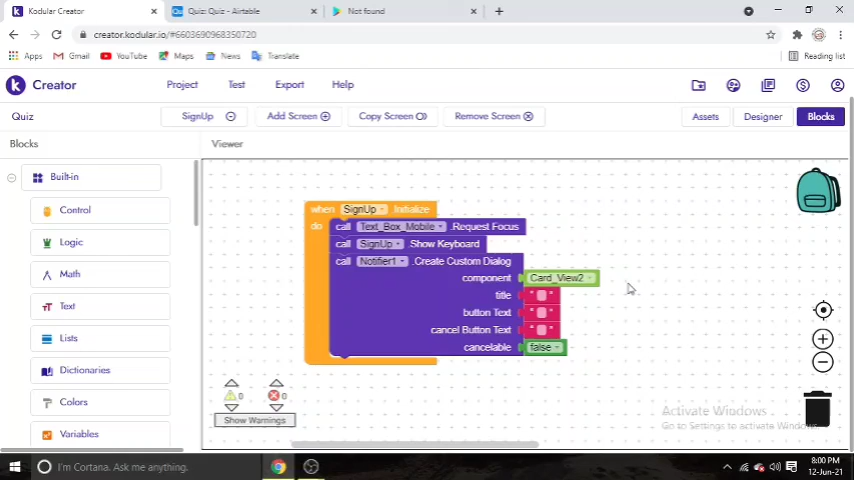 Kodular Creator
Quiz: Quiz - Airtable
Not found
creator.kodular.io/#6603690968350720
Apps
Gmail
YouTube
Maps
News
Translate
Reading list
Creator
Project
Test
Export
Help
Quiz
SignUp
Add Screen
Copy Screen
Remove Screen
Assets
Designer
Blocks
Blocks
Viewer
Built-in
Control
Logic
Math
Text
Lists
Dictionaries
Colors
Variables
when SignUp .Initialize
do call Text_Box_Mobile .Request Focus
call SignUp .Show Keyboard
call Notifier1 .Create Custom Dialog
component Card_View2
title " "
button Text " "
cancel Button Text " "
cancelable false
0 0
Show Warnings
Activate Windows
Go to Settings to activate Windows.
I'm Cortana. Ask me anything.
8:00 PM
12-Jun-21